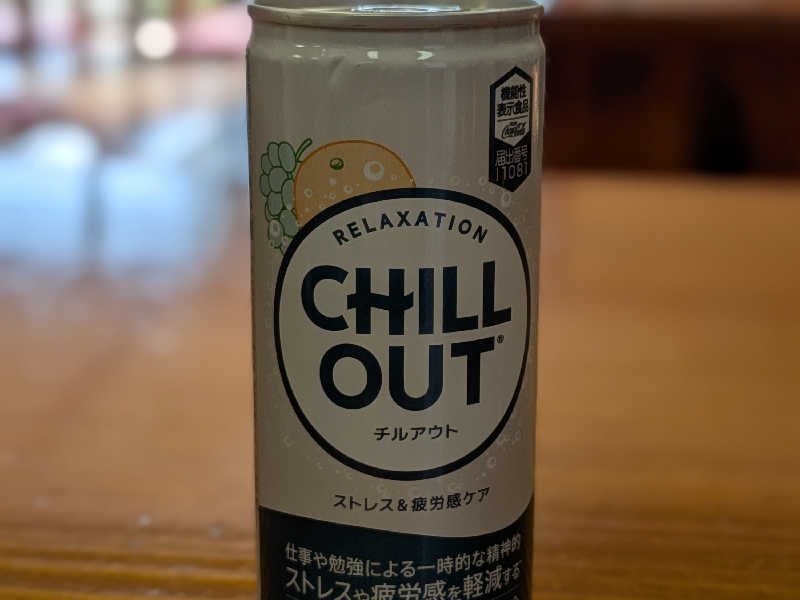 機能性
表示食品
Coca-Cola
届出番号
I1081
RELAXATION
CHILL
OUT®
チルアウト
ストレス&疲労感ケア
仕事や勉強による一時的な精神的
ストレスや疲労感を軽減する